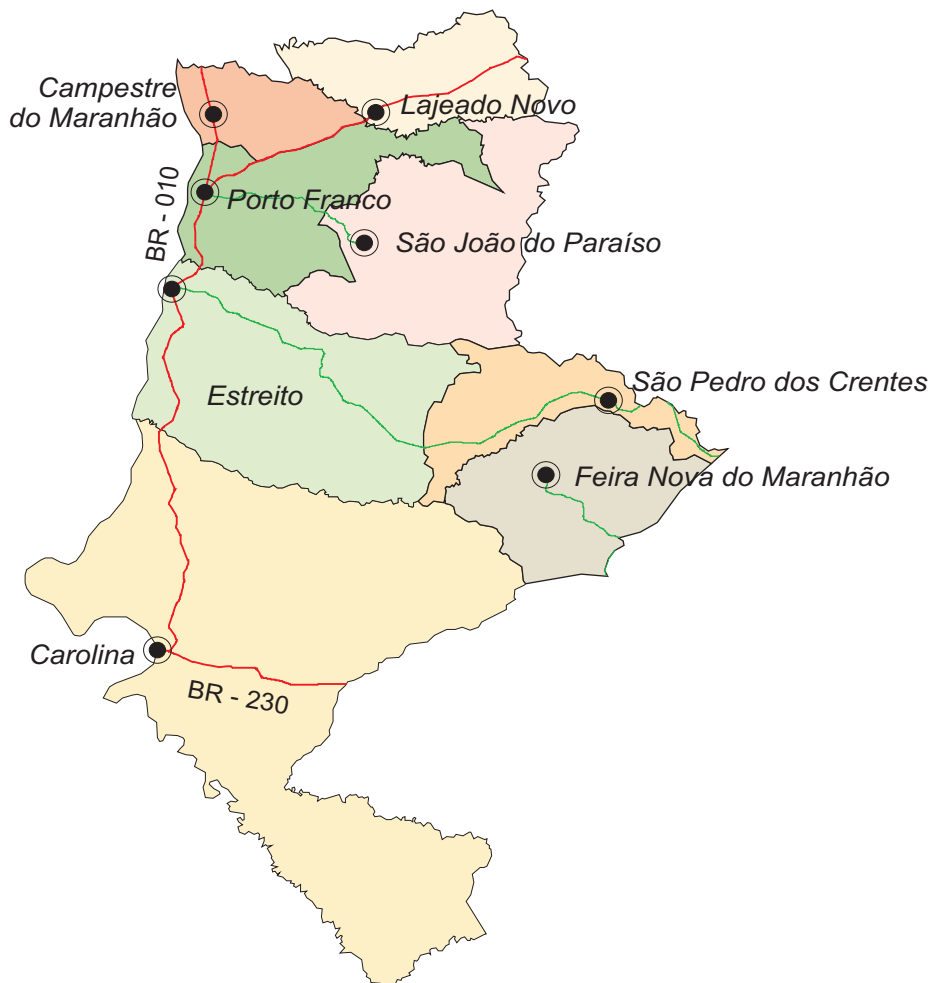 Campestre
do Maranhão
Lajeado Novo
BR - 010
Porto Franco
São João do Paraíso
Estreito
São Pedro dos Crentes
Feira Nova do Maranhão
Carolina
BR - 230